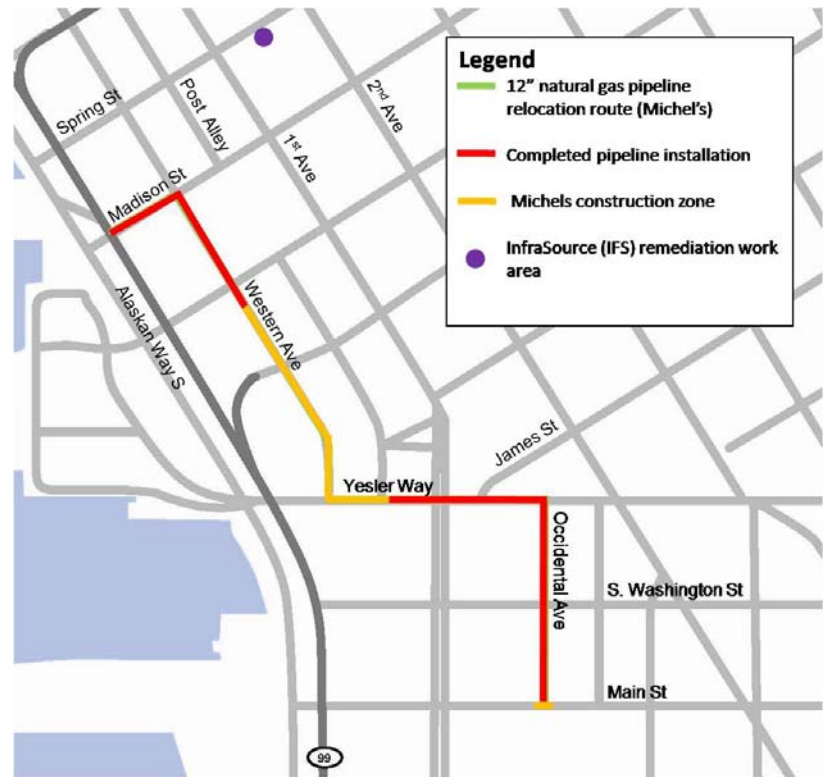 Legend
12” natural gas pipeline
relocation route (Michel’s)
Completed pipeline installation
Michels construction zone
InfraSource (IFS) remediation work
area
Spring St
Post Alley
2nd Ave
1st Ave
Madison St
Western Ave
Alaskan Way S
James St
Yesler Way
Occidental Ave
S. Washington St
Main St
99